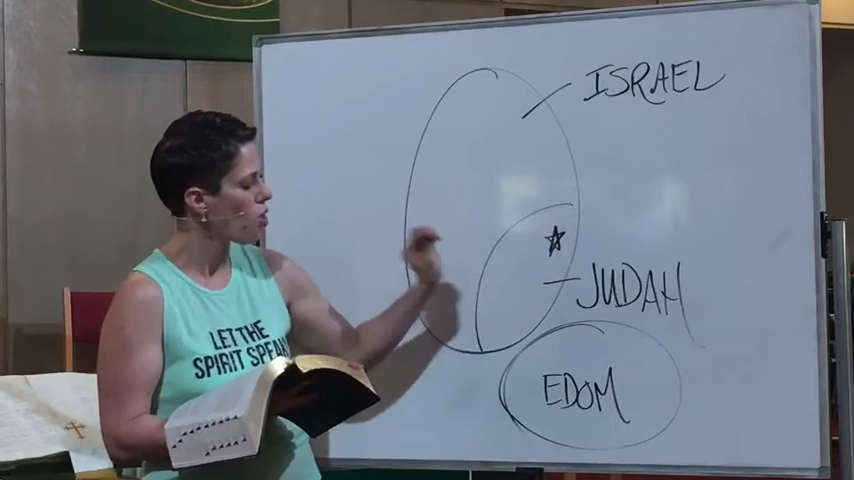 ISRAEL
JUDAH
EDOM
LET THE
SPIRIT SPEAK